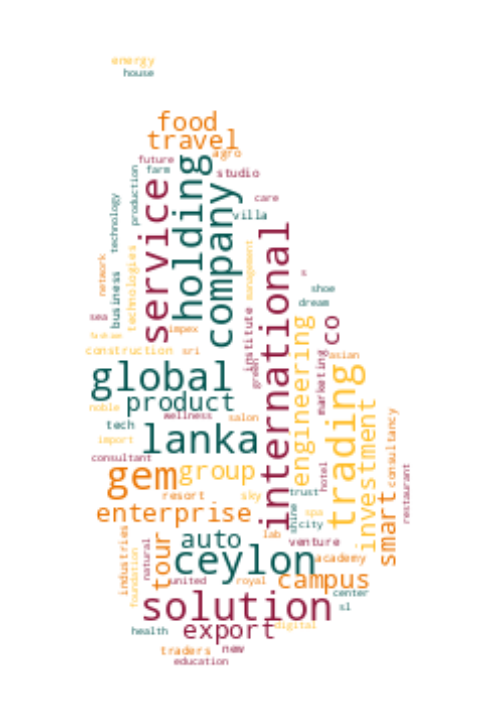 energy
house
food
travel
agro
future
farm
studio
production
service
holding
company
care
villa
technology
technologies
network
business
sea
fashion
impex
construction
sri
management
institute
green
international
s
shoe
dream
engineering
co
marketing
asian
global
product
noble
wellness
salon
tech
import
lanka
consultant
gem
group
sky
resort
hotel
trading
investment
consultancy
restaurant
smart
trust
spa
shine
city
enterprise
auto
lab
venture
industries
foundation
natural
tour
ceylon
academy
united
royal
campus
center
sl
solution
export
digital
health
traders
new
education